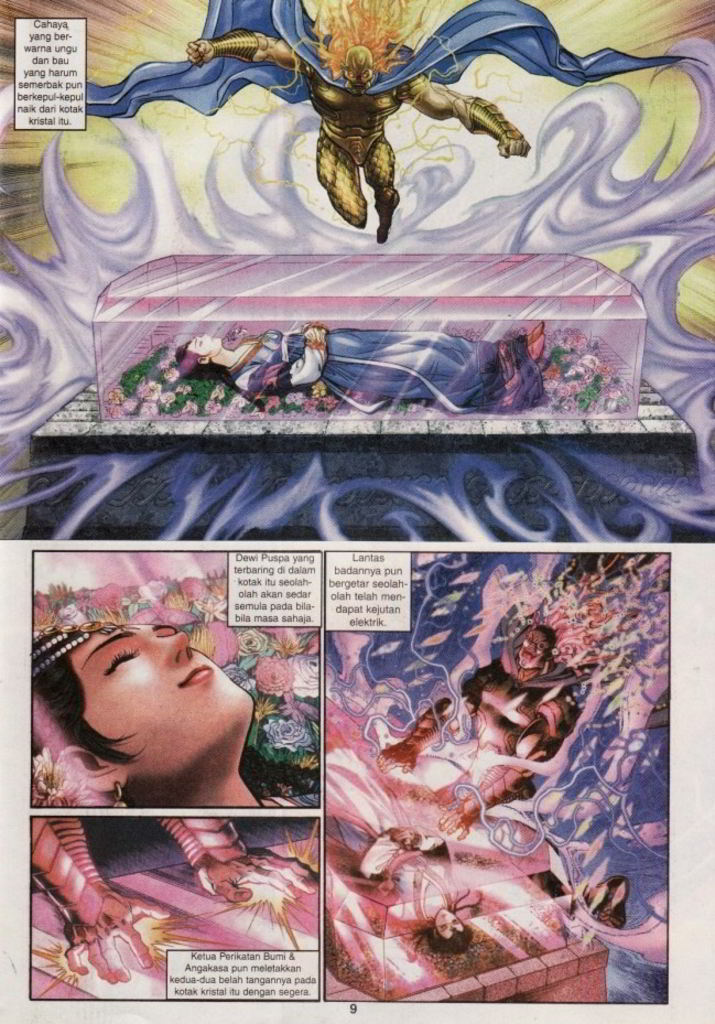 Cahaya
yang ber-
warna ungu
dan bau
yang harum
semerbak pun
berkepul-kepul
naik dari kotak
kristal itu.
Dewi Puspa yang
terbaring di dalam
kotak itu seolah-
olah akan sedar
semula pada bila-
bila masa sahaja.
Lantas
badannya pun
bergetar seolah-
olah telah men-
dapat kejutan
elektrik.
Ketua Perikatan Bumi &
Angakasa pun meletakkan
kedua-dua belah tangannya pada
kotak kristal itu dengan segera.
9